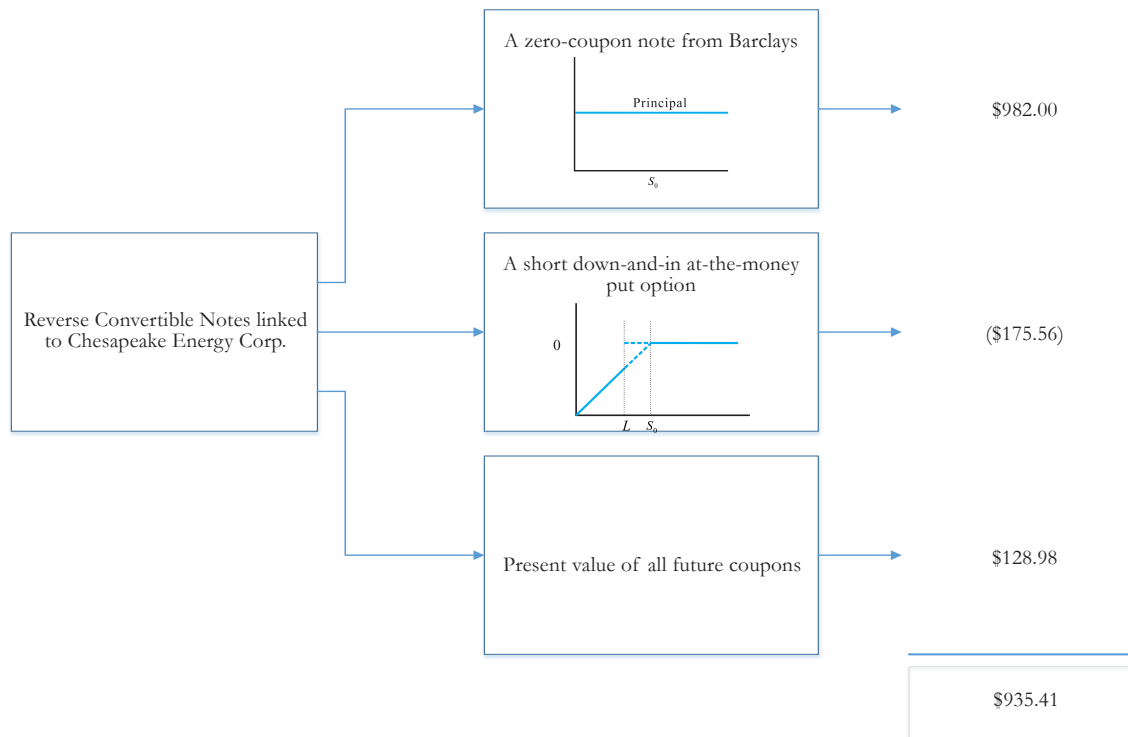 A zero-coupon note from Barclays
Principal
S₀
$982.00
Reverse Convertible Notes linked
to Chesapeake Energy Corp.
A short down-and-in at-the-money
put option
0
L S₀
($175.56)
Present value of all future coupons
$128.98
$935.41